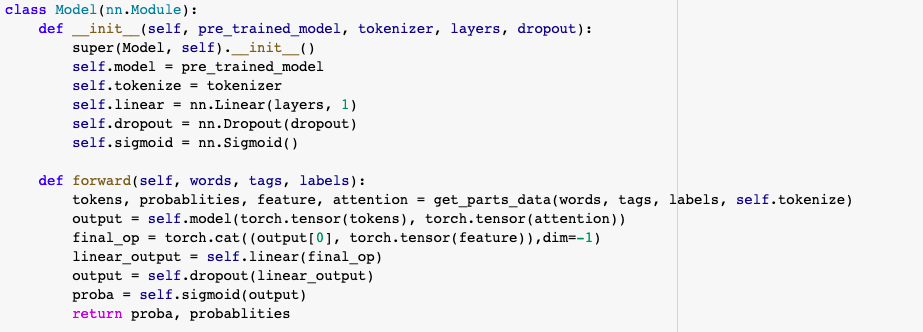 class Model(nn.Module):
    def __init__(self, pre_trained_model, tokenizer, layers, dropout):
        super(Model, self).__init__()
        self.model = pre_trained_model
        self.tokenize = tokenizer
        self.linear = nn.Linear(layers, 1)
        self.dropout = nn.Dropout(dropout)
        self.sigmoid = nn.Sigmoid()

    def forward(self, words, tags, labels):
        tokens, probablities, feature, attention = get_parts_data(words, tags, labels, self.tokenize)
        output = self.model(torch.tensor(tokens), torch.tensor(attention))
        final_op = torch.cat((output[0], torch.tensor(feature)),dim=-1)
        linear_output = self.linear(final_op)
        output = self.dropout(linear_output)
        proba = self.sigmoid(output)
        return proba, probablities